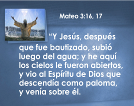 Mateo 3:16, 17
“Y Jesús, después
que fue bautizado, subió
luego del agua; y he aquí
los cielos le fueron abiertos,
y vio al Espíritu de Dios que
descendía como paloma,
y venía sobre él.